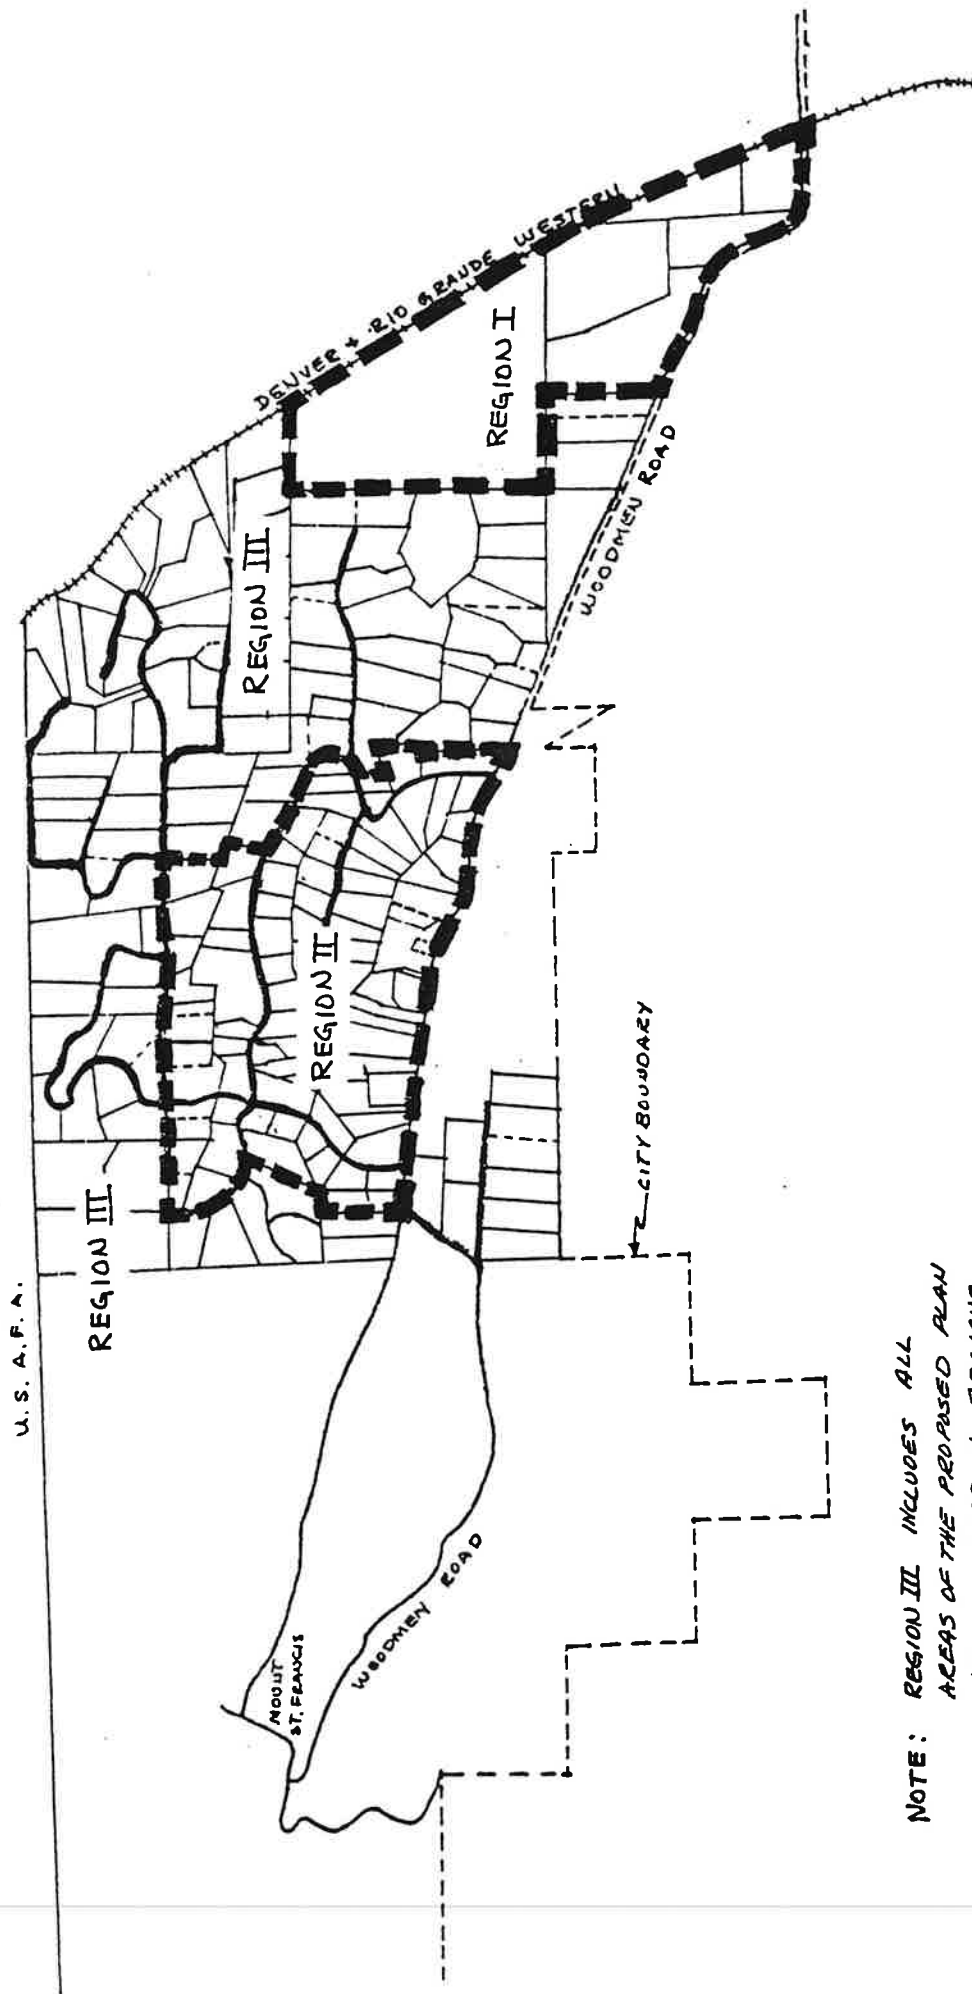 U. S. A. F. A.
DENVER & RIO GRANDE WESTERN
REGION I
REGION III
REGION II
REGION III
WOODMEN ROAD
CITY BOUNDARY
MOUNT
ST. FRANCIS
WOODMEN ROAD
NOTE: REGION III INCLUDES ALL
AREAS OF THE PROPOSED PLAN